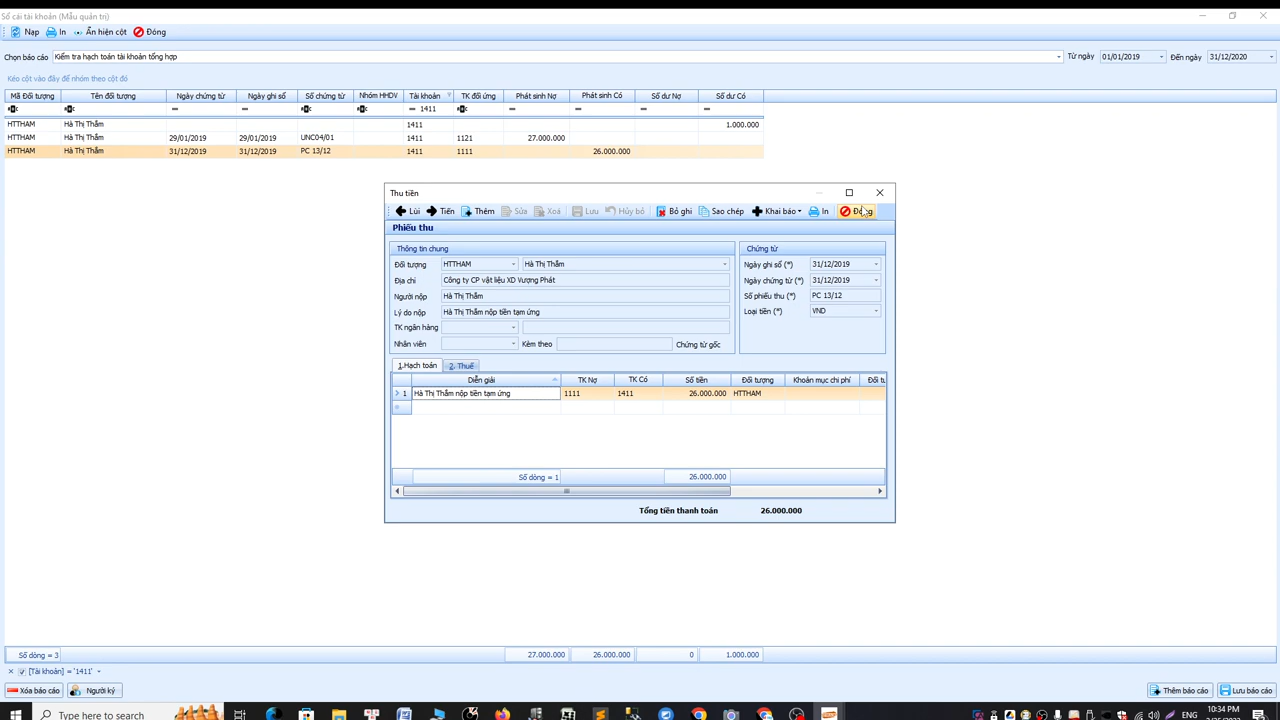 Sổ cái tài khoản (Mẫu quản trị)
Nạp In Ẩn hiện cột Đóng
Chọn báo cáo Kiểm tra hạch toán tài khoản tổng hợp Từ ngày 01/01/2019 Đến ngày 31/12/2020
Kéo cột vào đây để nhóm theo cột đó
Mã Đối tượng Tên đối tượng Ngày chứng từ Ngày ghi sổ Số chứng từ Nhóm HHDV Tài khoản TK đối ứng Phát sinh Nợ Phát sinh Có Số dư Nợ Số dư Có
= = = 1411 = = = =
HTTHAM Hà Thị Thắm 1411 1.000.000
HTTHAM Hà Thị Thắm 29/01/2019 29/01/2019 UNC04/01 1411 1121 27.000.000
HTTHAM Hà Thị Thắm 31/12/2019 31/12/2019 PC 13/12 1411 1111 26.000.000
Thu tiền
Lùi Tiến Thêm Sửa Xoá Lưu Hủy bỏ Bỏ ghi Sao chép Khai báo In Đóng
Phiếu thu
Thông tin chung Chứng từ
Đối tượng HTTHAM Hà Thị Thắm Ngày ghi sổ (*) 31/12/2019
Địa chỉ Công ty CP vật liệu XD Vượng Phát Ngày chứng từ (*) 31/12/2019
Người nộp Hà Thị Thắm Số phiếu thu (*) PC 13/12
Lý do nộp Hà Thị Thắm nộp tiền tạm ứng Loại tiền (*) VND
TK ngân hàng
Nhân viên Kèm theo Chứng từ gốc
1.Hạch toán 2. Thuế
Diễn giải TK Nợ TK Có Số tiền Đối tượng Khoản mục chi phí Đối tư
1 Hà Thị Thắm nộp tiền tạm ứng 1111 1411 26.000.000 HTTHAM
Số dòng = 1 26.000.000
Tổng tiền thanh toán 26.000.000
Số dòng = 3 27.000.000 26.000.000 0 1.000.000
[Tài khoản] = '1411'
Xóa báo cáo Người ký Thêm báo cáo Lưu báo cáo
Type here to search ENG 10:34 PM